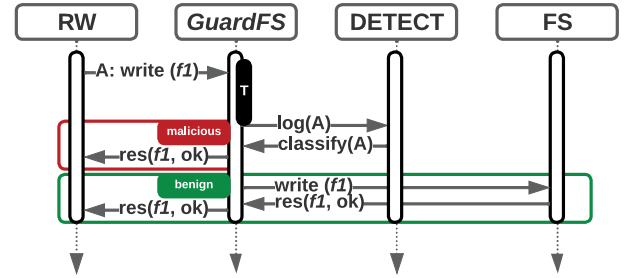 RW GuardFS DETECT FS
A: write (f1)
T
log(A)
malicious
classify(A)
res(f1, ok)
benign
write (f1)
res(f1, ok)
res(f1, ok)